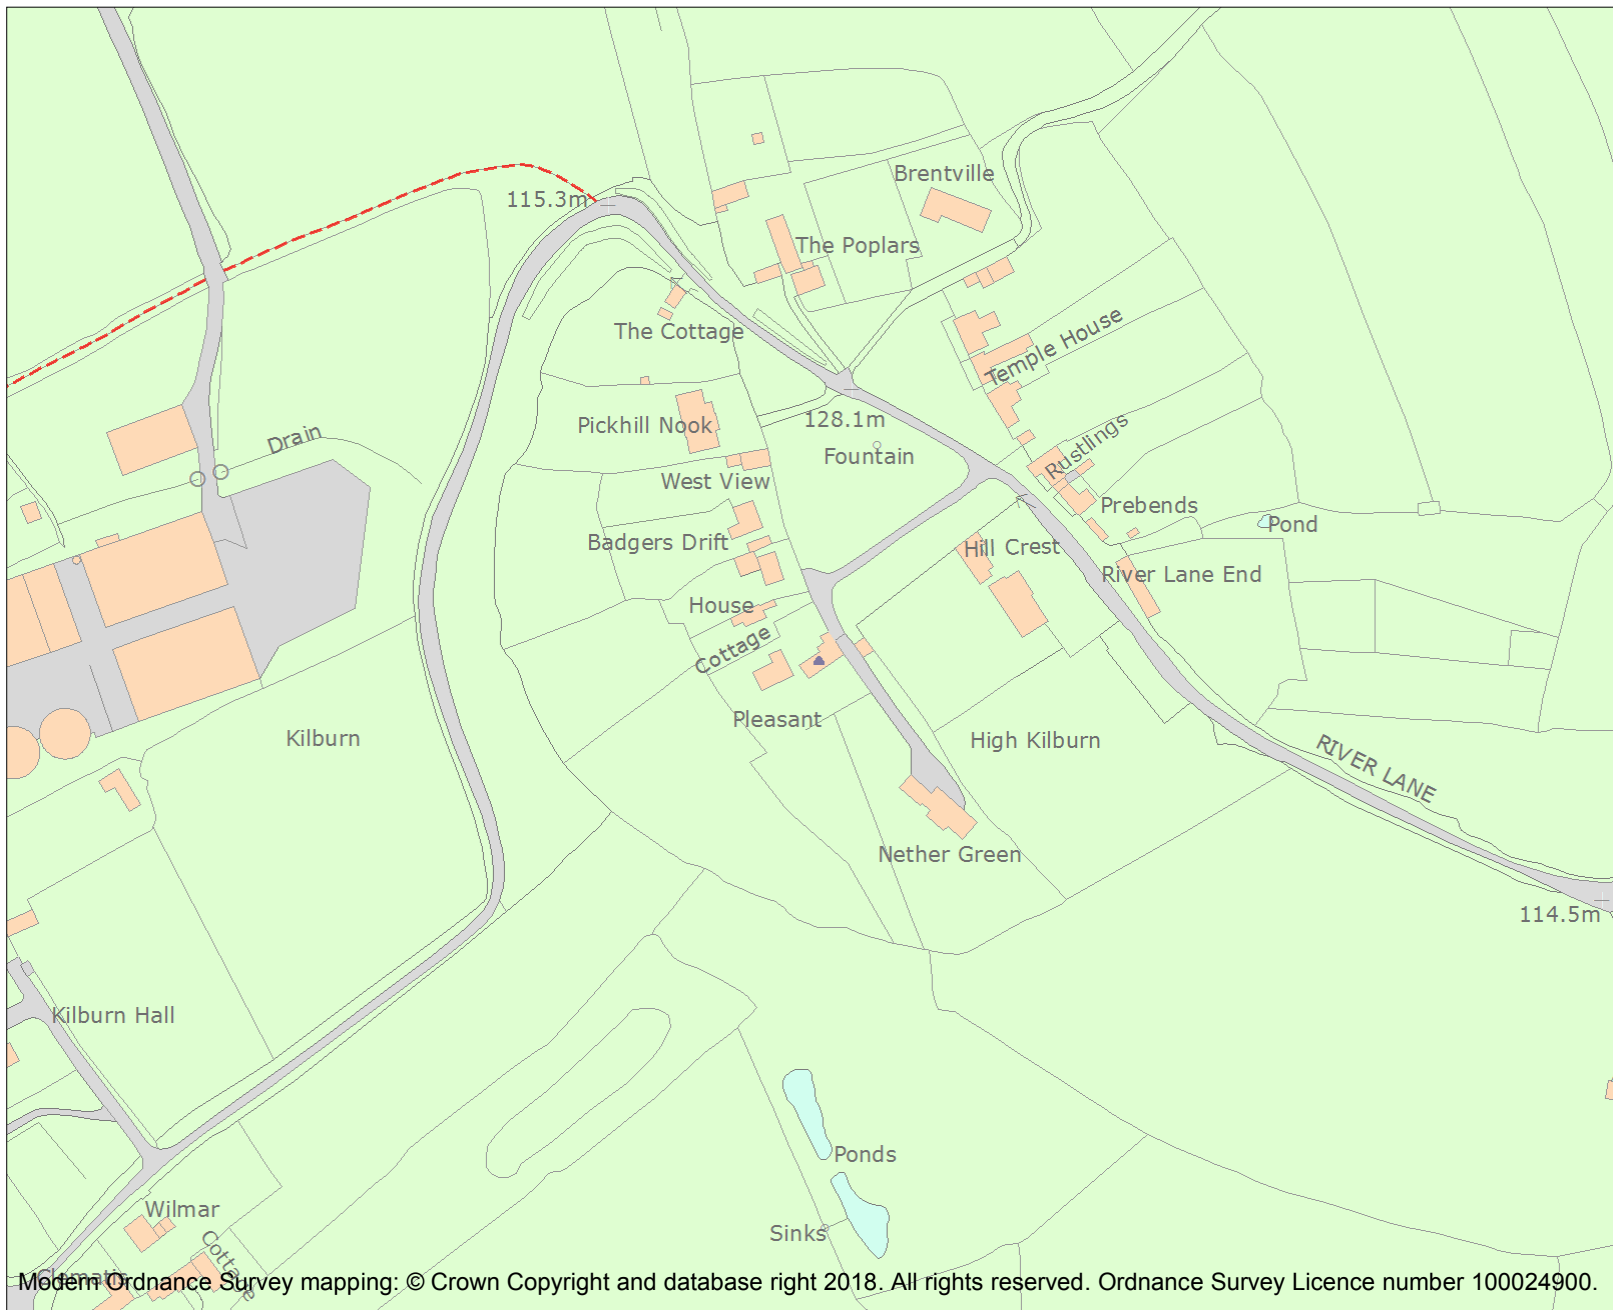 Brentville
115.3m
The Poplars
The Cottage
Temple House
128.1m
Pickhill Nook
Drain
Fountain
Rustlings
West View
Prebends
Pond
Badgers Drift
Hill Crest
River Lane End
House
Cottage
Pleasant
Kilburn
High Kilburn
RIVER LANE
Nether Green
114.5m
Kilburn Hall
Ponds
Wilmar
Sinks
Cottage
Clematis
Modern Ordnance Survey mapping: © Crown Copyright and database right 2018. All rights reserved. Ordnance Survey Licence number 100024900.